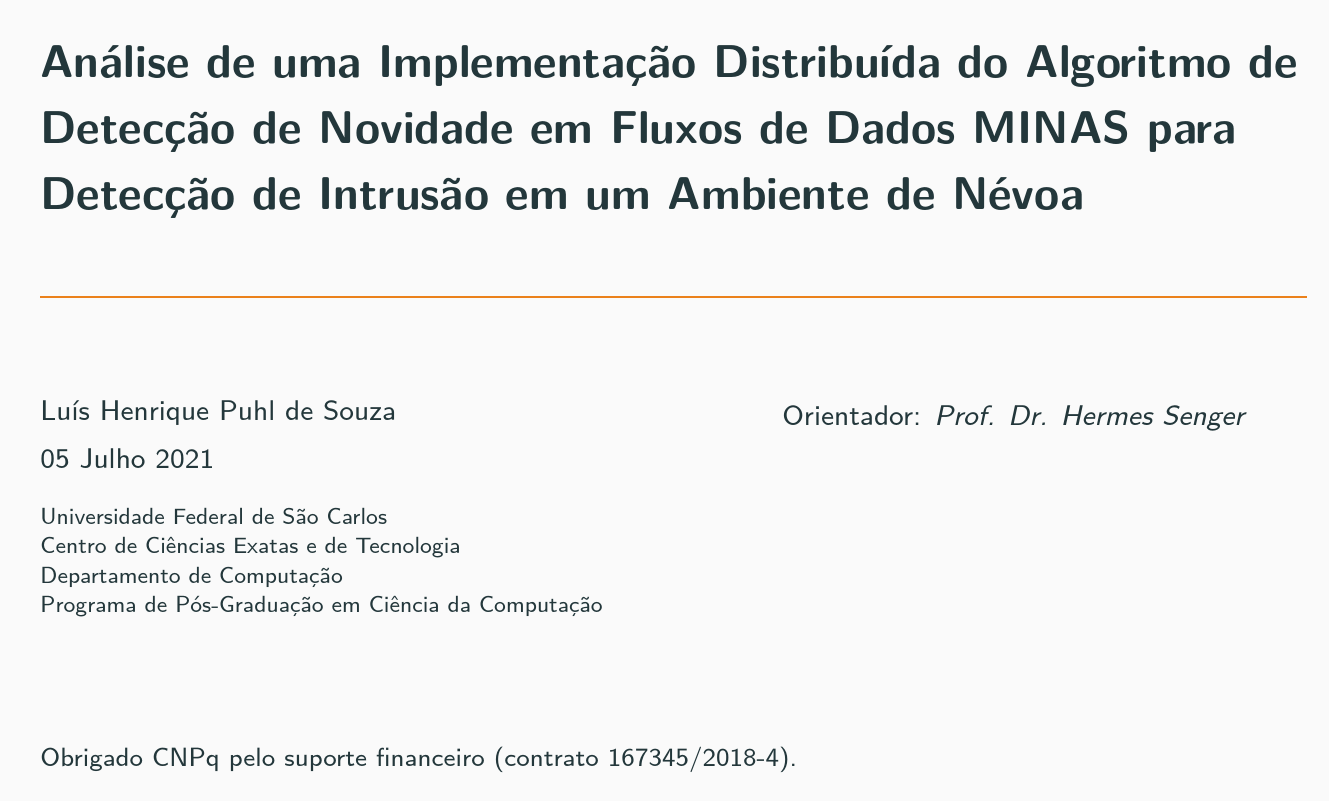 Análise de uma Implementação Distribuída do Algoritmo de
Detecção de Novidade em Fluxos de Dados MINAS para
Detecção de Intrusão em um Ambiente de Névoa
Luís Henrique Puhl de Souza
Orientador: Prof. Dr. Hermes Senger
05 Julho 2021
Universidade Federal de São Carlos
Centro de Ciências Exatas e de Tecnologia
Departamento de Computação
Programa de Pós-Graduação em Ciência da Computação
Obrigado CNPq pelo suporte financeiro (contrato 167345/2018-4).